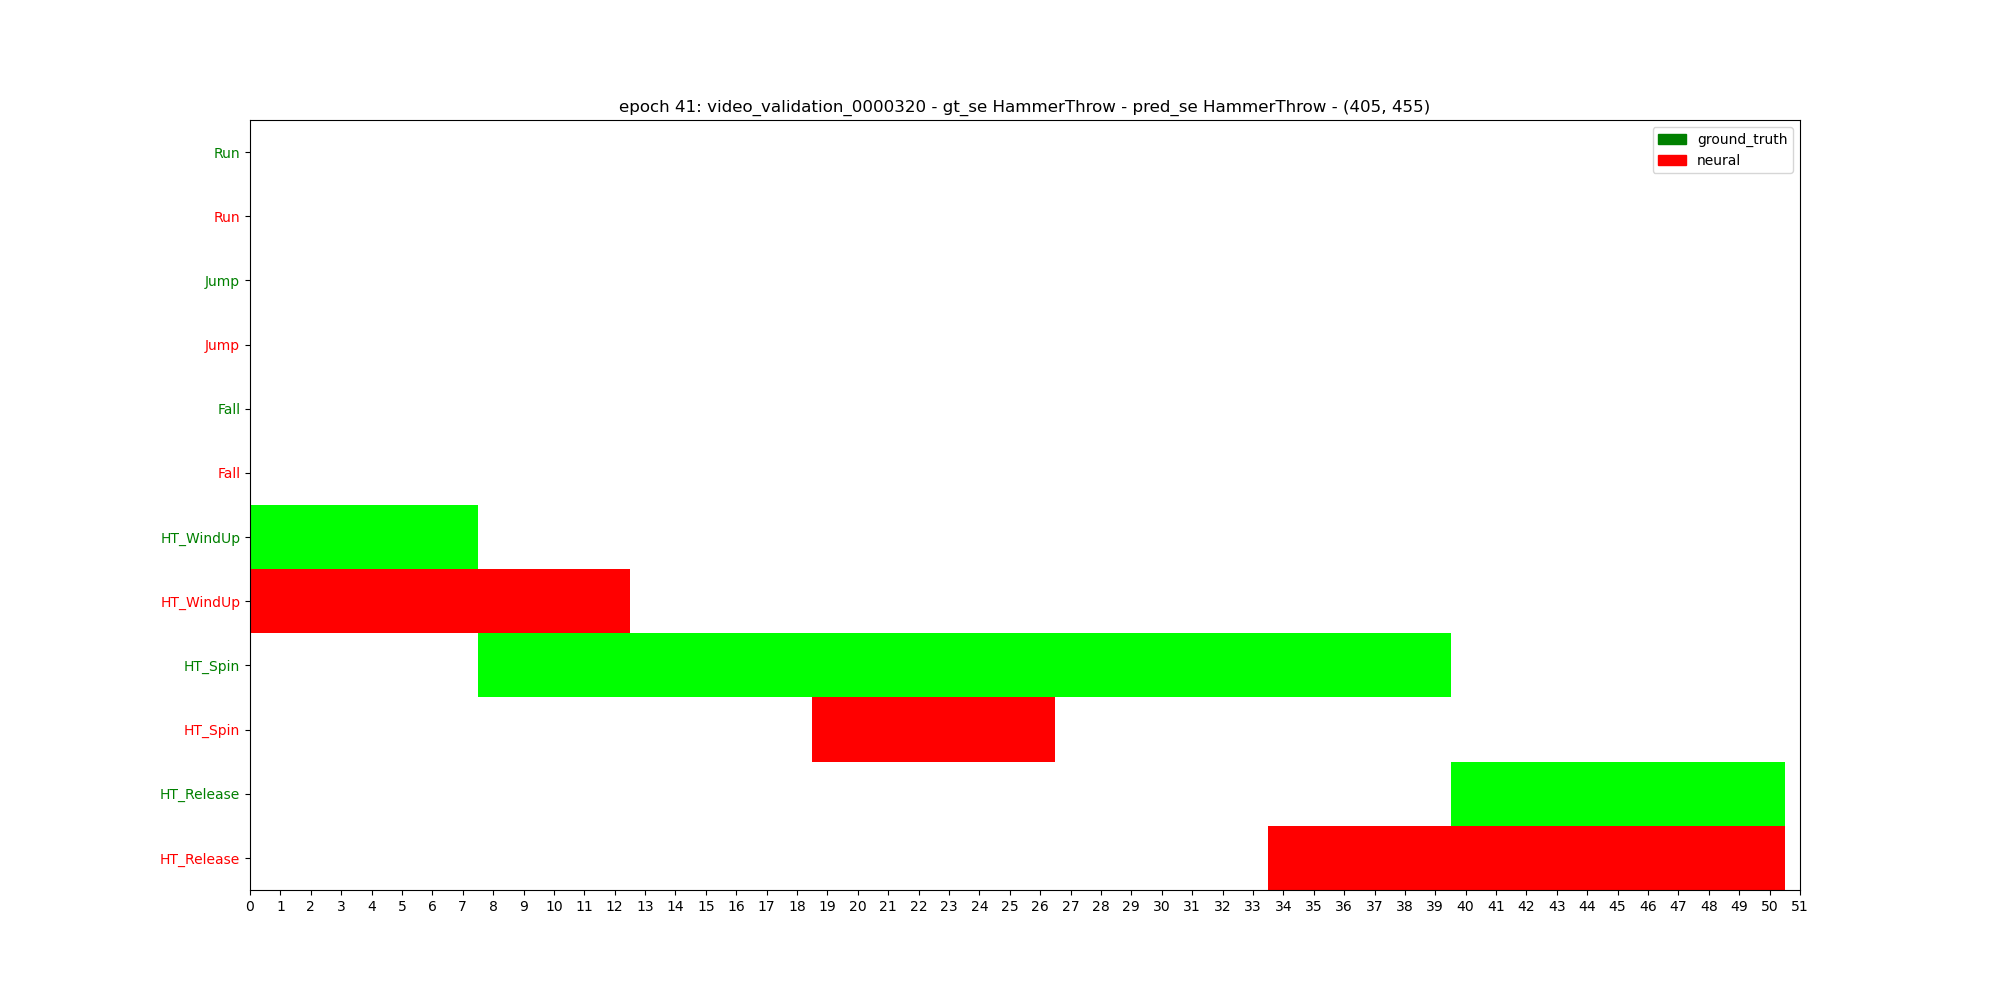 epoch 41: video_validation_0000320 - gt_se HammerThrow - pred_se HammerThrow - (405, 455)
ground_truth
neural
Run
Run
Jump
Jump
Fall
Fall
HT_WindUp
HT_WindUp
HT_Spin
HT_Spin
HT_Release
HT_Release
0 1 2 3 4 5 6 7 8 9 10 11 12 13 14 15 16 17 18 19 20 21 22 23 24 25 26 27 28 29 30 31 32 33 34 35 36 37 38 39 40 41 42 43 44 45 46 47 48 49 50 51